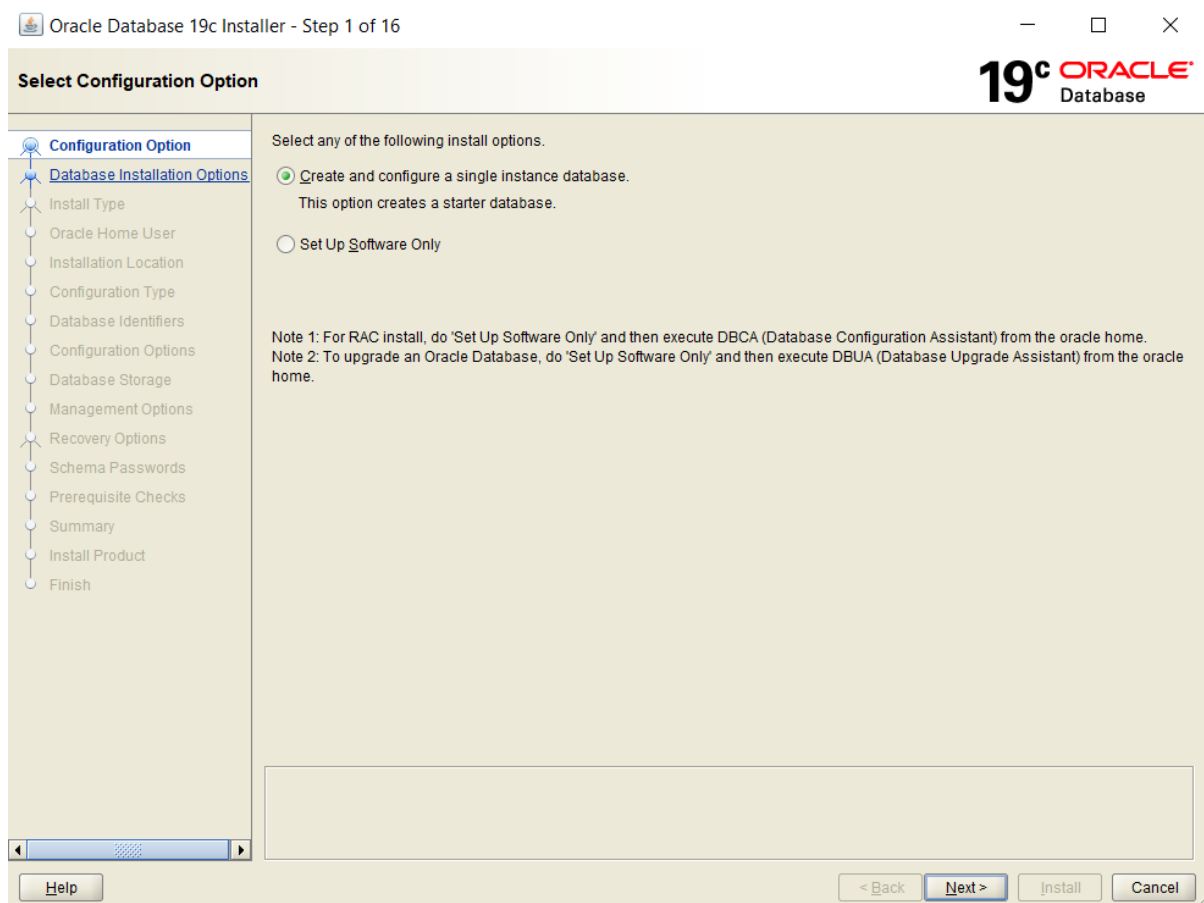 Oracle Database 19c Installer - Step 1 of 16
Select Configuration Option
19c ORACLE
Database
Configuration Option
Database Installation Options
Install Type
Oracle Home User
Installation Location
Configuration Type
Database Identifiers
Configuration Options
Database Storage
Management Options
Recovery Options
Schema Passwords
Prerequisite Checks
Summary
Install Product
Finish
Select any of the following install options.
Create and configure a single instance database.
This option creates a starter database.
Set Up Software Only
Note 1: For RAC install, do 'Set Up Software Only' and then execute DBCA (Database Configuration Assistant) from the oracle home.
Note 2: To upgrade an Oracle Database, do 'Set Up Software Only' and then execute DBUA (Database Upgrade Assistant) from the oracle
home.
Help
< Back
Next >
Install
Cancel